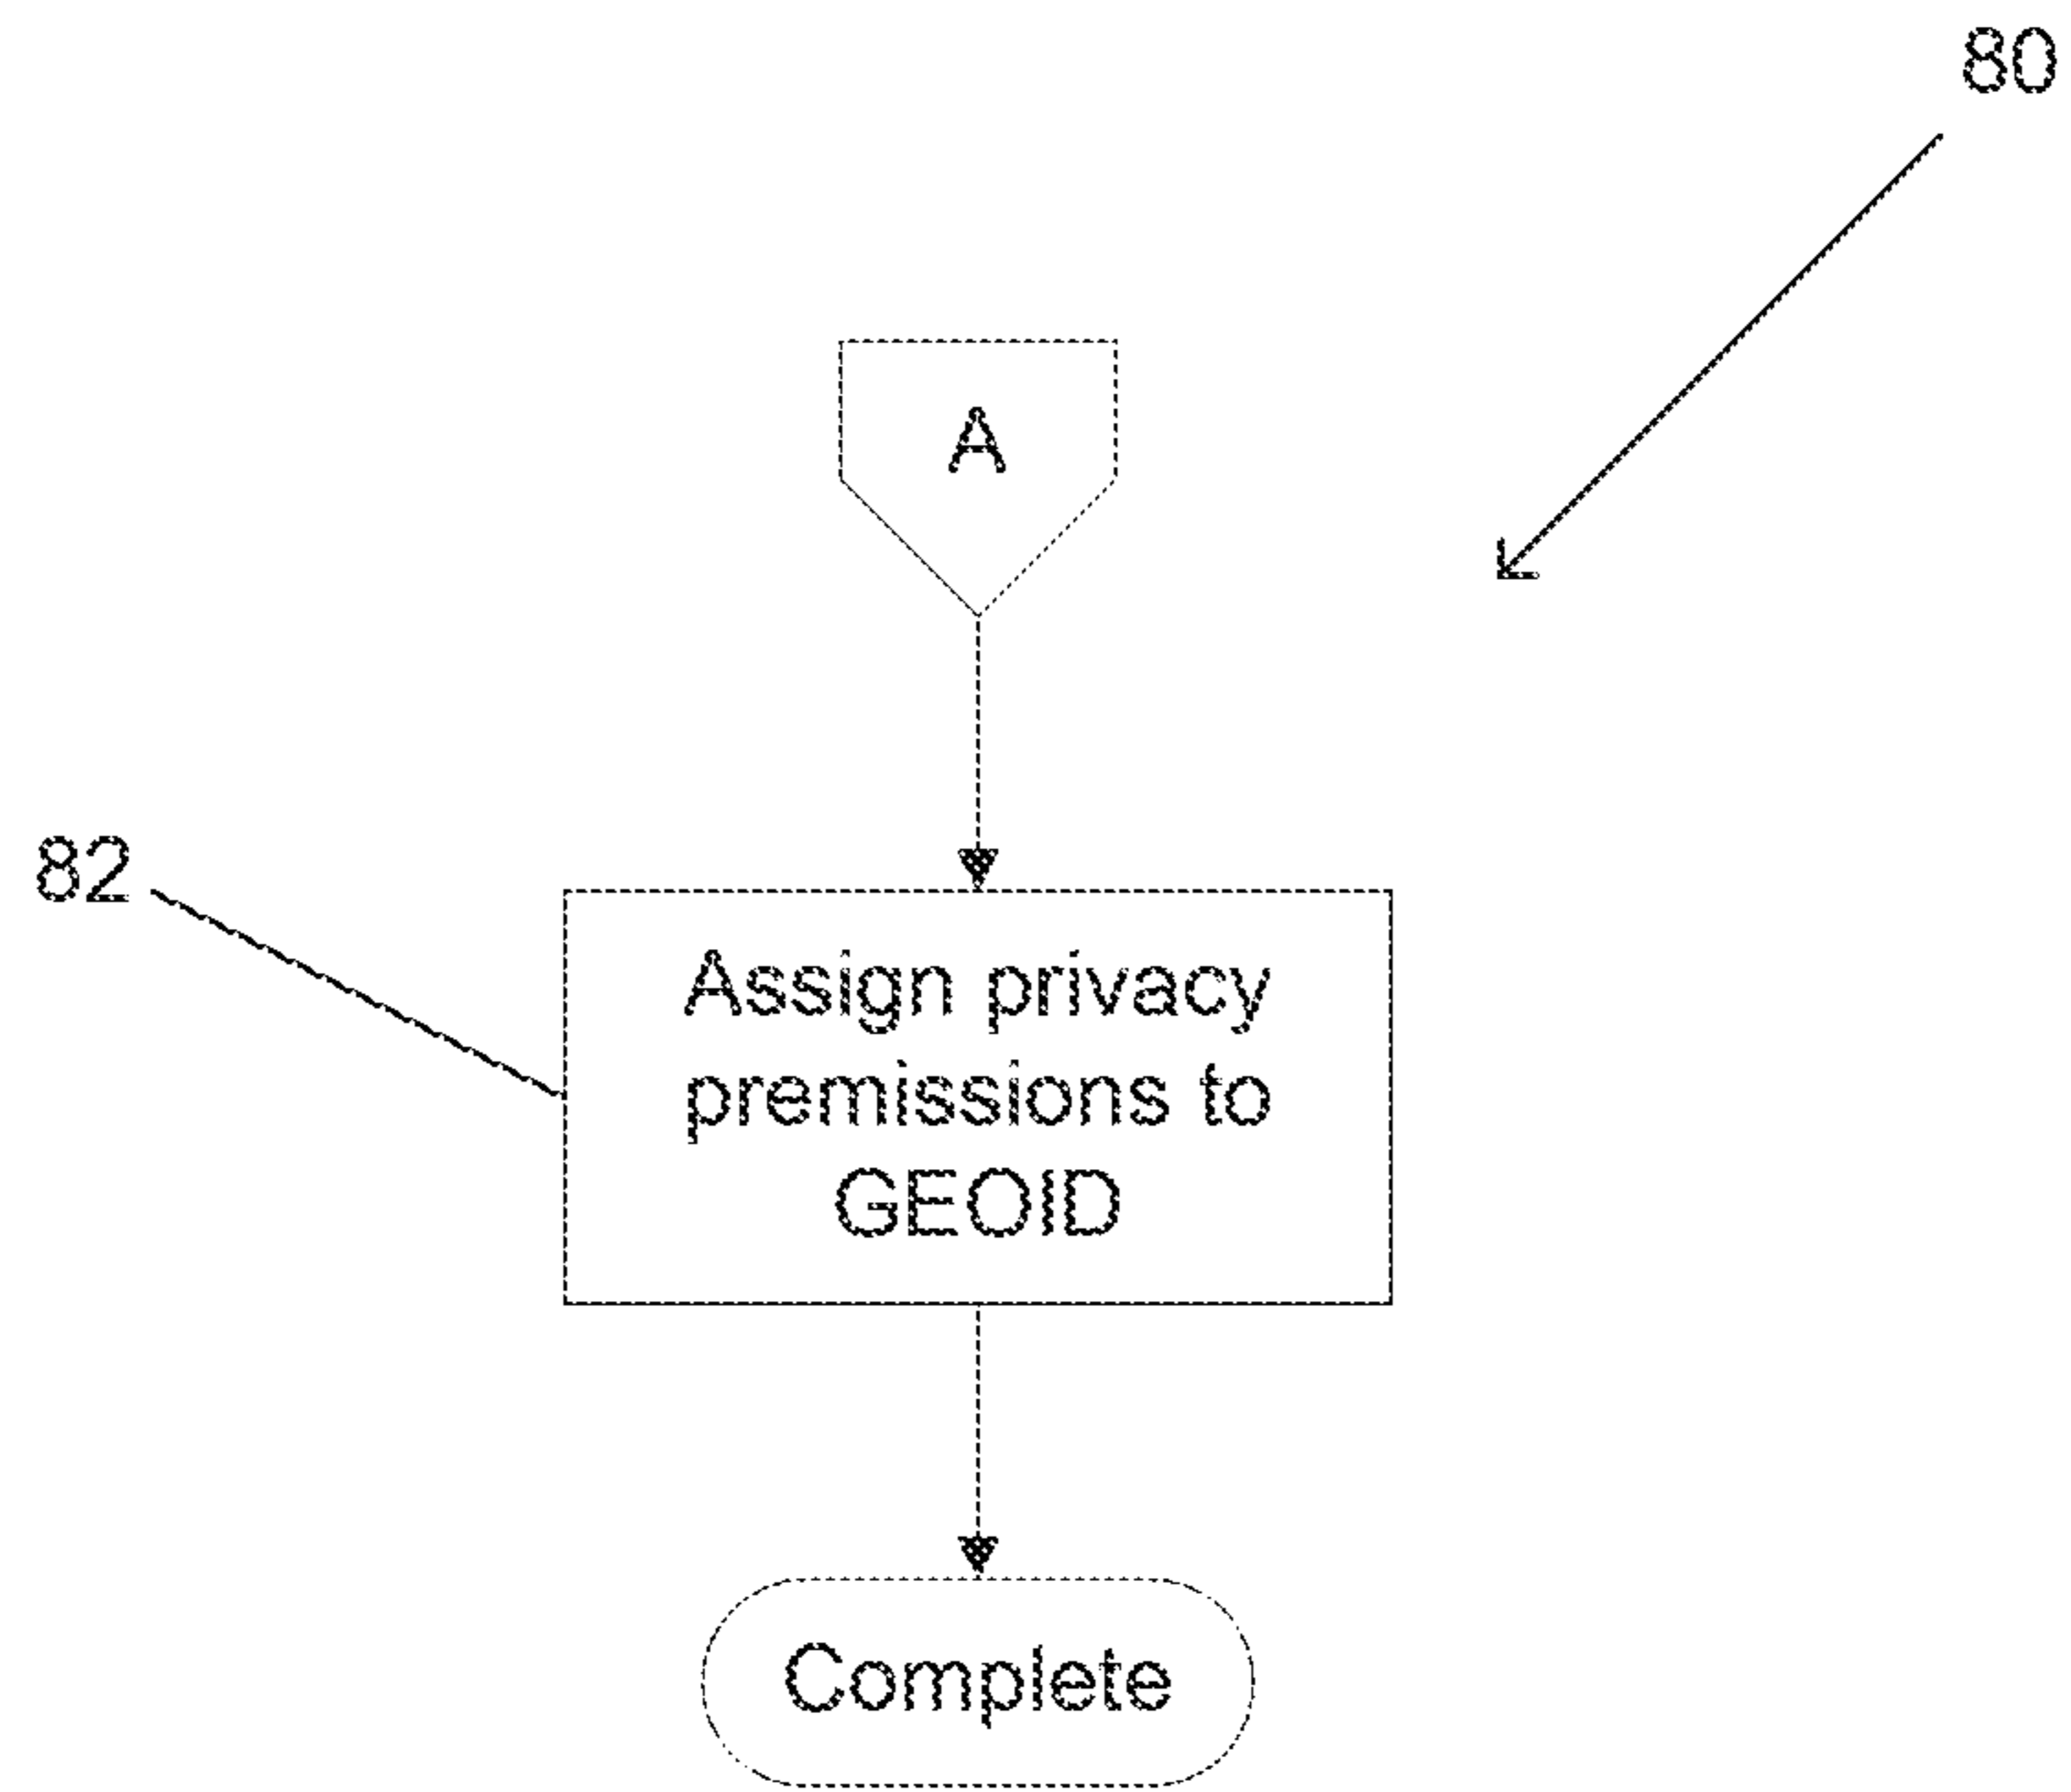 80
A
82
Assign privacy
premissions to
GEOID
Complete